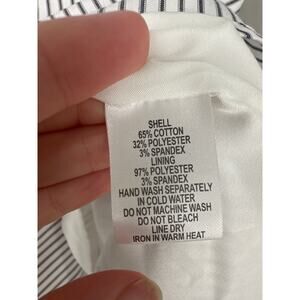 SHELL
65% COTTON
32% POLYESTER
3% SPANDEX
LINING
97% POLYESTER
3% SPANDEX
HAND WASH SEPARATELY
IN COLD WATER
DO NOT MACHINE WASH
DO NOT BLEACH
LINE DRY
IRON IN WARM HEAT